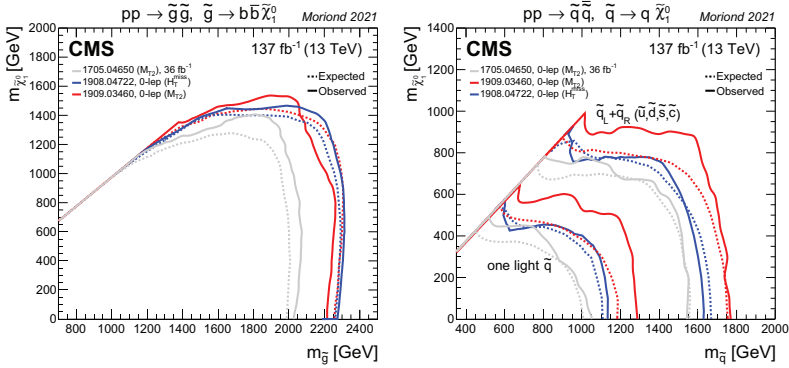 pp → g̃ g̃, g̃ → b b̄ χ̃⁰₁ Moriond 2021
CMS 137 fb⁻¹ (13 TeV)
1705.04650 (M_T2), 36 fb⁻¹
1908.04722, 0-lep (H_T^miss)
1909.03460, 0-lep (M_T2)
Expected
Observed
m_χ̃⁰₁ [GeV]
2000
1800
1600
1400
1200
1000
800
600
400
200
0
800 1000 1200 1400 1600 1800 2000 2200 2400
m_g̃ [GeV]
pp → q̃ q̃̄, q̃ → q χ̃⁰₁ Moriond 2021
CMS 137 fb⁻¹ (13 TeV)
1705.04650, 0-lep (M_T2), 36 fb⁻¹
1909.03460, 0-lep (M_T2)
1908.04722, 0-lep (H_T^miss)
Expected
Observed
q̃_L+q̃_R (ũ,d̃,s̃,c̃)
one light q̃
m_χ̃⁰₁ [GeV]
1400
1200
1000
800
600
400
200
0
400 600 800 1000 1200 1400 1600 1800 2000
m_q̃ [GeV]